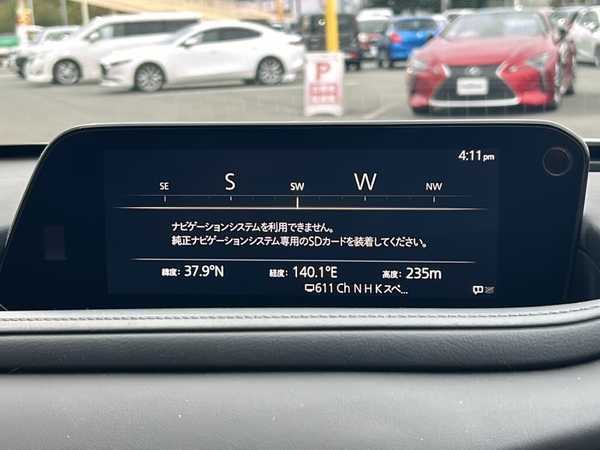 P
4:11pm
SE S SW W NW
ナビゲーションシステムを利用できません。
純正ナビゲーションシステム専用のSDカードを装着してください。
緯度: 37.9°N 経度: 140.1°E 高度: 235m
611 Ch N H K スペ...